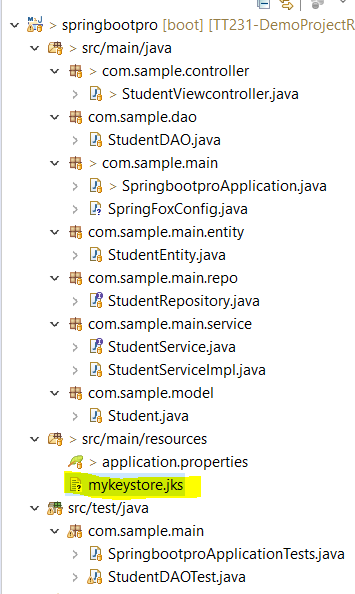 > springbootpro [boot] [TT231-DemoProjectR
src/main/java
> com.sample.controller
> StudentViewcontroller.java
com.sample.dao
StudentDAO.java
> com.sample.main
> SpringbootproApplication.java
SpringFoxConfig.java
com.sample.main.entity
StudentEntity.java
com.sample.main.repo
StudentRepository.java
com.sample.main.service
StudentService.java
StudentServiceImpl.java
com.sample.model
Student.java
> src/main/resources
> application.properties
mykeystore.jks
src/test/java
com.sample.main
SpringbootproApplicationTests.java
StudentDAOTest.java